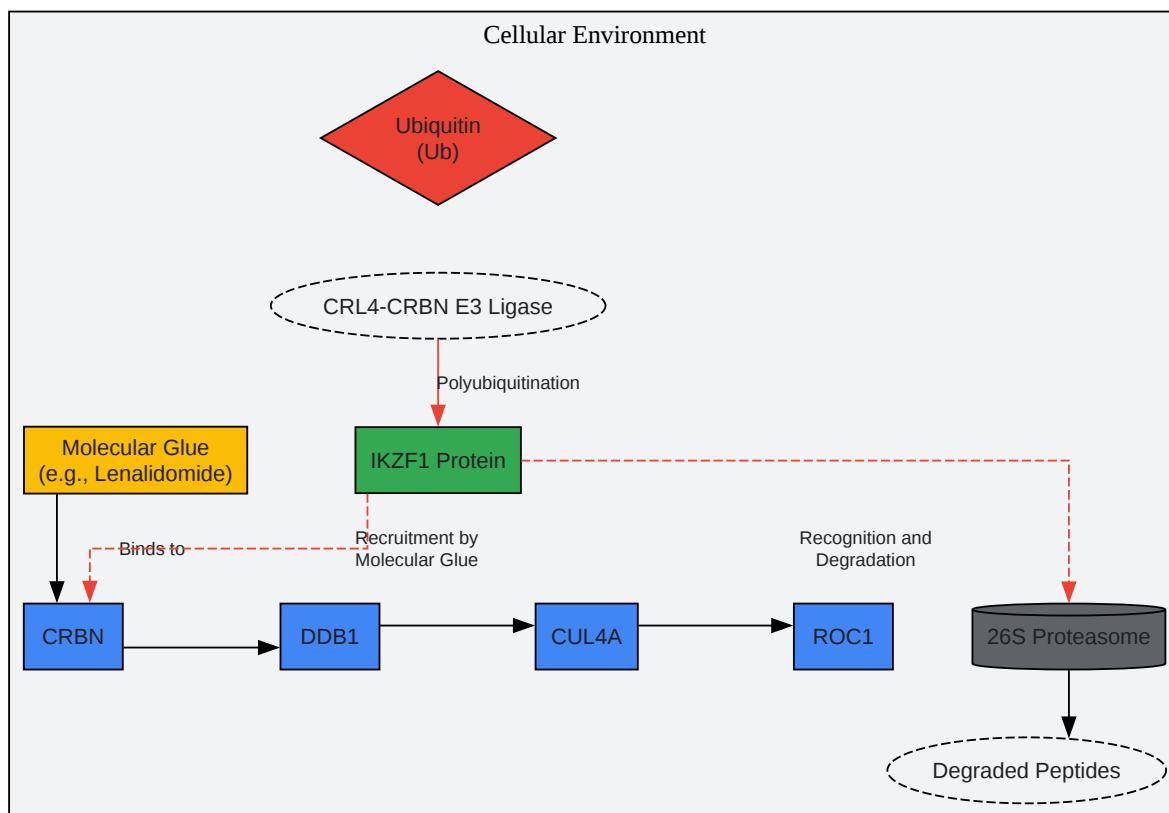 Cellular Environment
Ubiquitin
(Ub)
CRL4-CRBN E3 Ligase
Polyubiquitination
Molecular Glue
(e.g., Lenalidomide)
IKZF1 Protein
Binds to
Recruitment by
Molecular Glue
Recognition and
Degradation
CRBN
DDB1
CUL4A
ROC1
26S Proteasome
Degraded Peptides